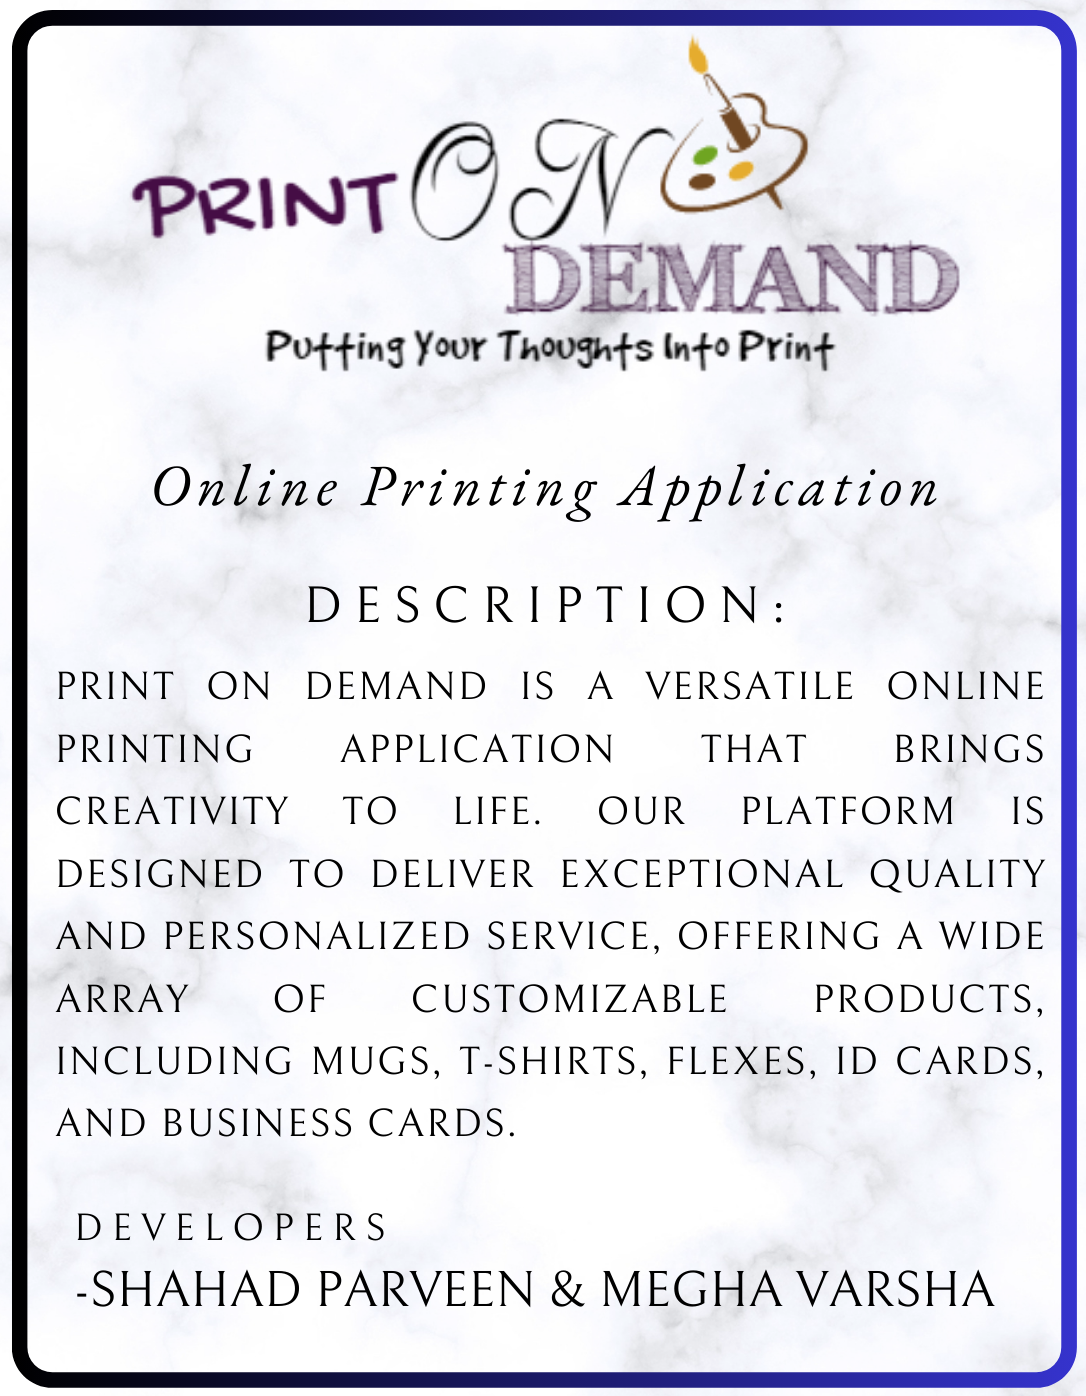 PRINT ON
DEMAND
Putting Your Thoughts Into Print
Online Printing Application
DESCRIPTION:
PRINT ON DEMAND IS A VERSATILE ONLINE
PRINTING APPLICATION THAT BRINGS
CREATIVITY TO LIFE. OUR PLATFORM IS
DESIGNED TO DELIVER EXCEPTIONAL QUALITY
AND PERSONALIZED SERVICE, OFFERING A WIDE
ARRAY OF CUSTOMIZABLE PRODUCTS,
INCLUDING MUGS, T-SHIRTS, FLEXES, ID CARDS,
AND BUSINESS CARDS.
DEVELOPERS
-SHAHAD PARVEEN & MEGHA VARSHA